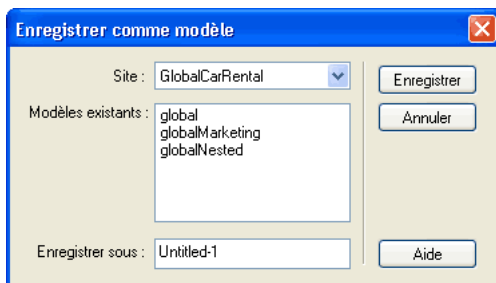 Enregistrer comme modèle
Site : GlobalCarRental
Enregistrer
Modèles existants :
global
globalMarketing
globalNested
Annuler
Enregistrer sous : Untitled-1
Aide